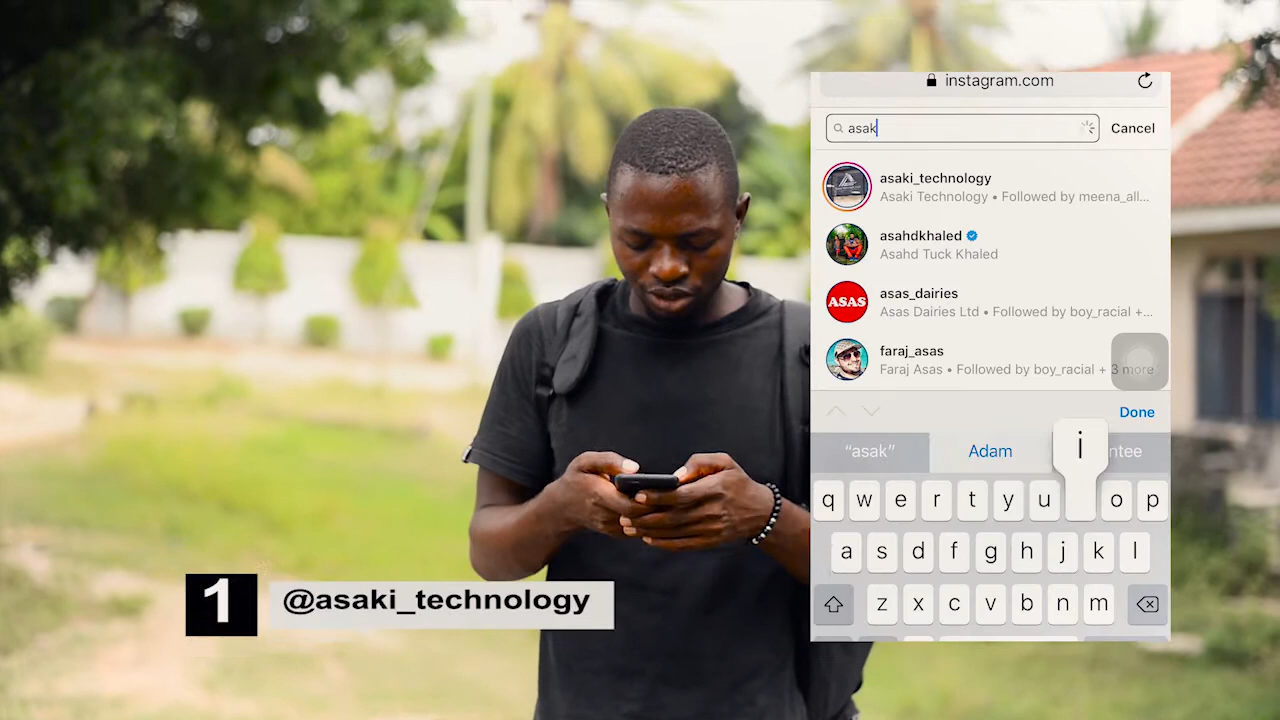 instagram.com
asak
Cancel
asaki_technology
Asaki Technology • Followed by meena_all...
asahdkhaled
Asahd Tuck Khaled
ASAS
asas_dairies
Asas Dairies Ltd • Followed by boy_racial +...
faraj_asas
Faraj Asas • Followed by boy_racial + 3 more
Done
“asak”
Adam
ntee
i
q w e r t y u o p
a s d f g h j k l
z x c v b n m
1
@asaki_technology